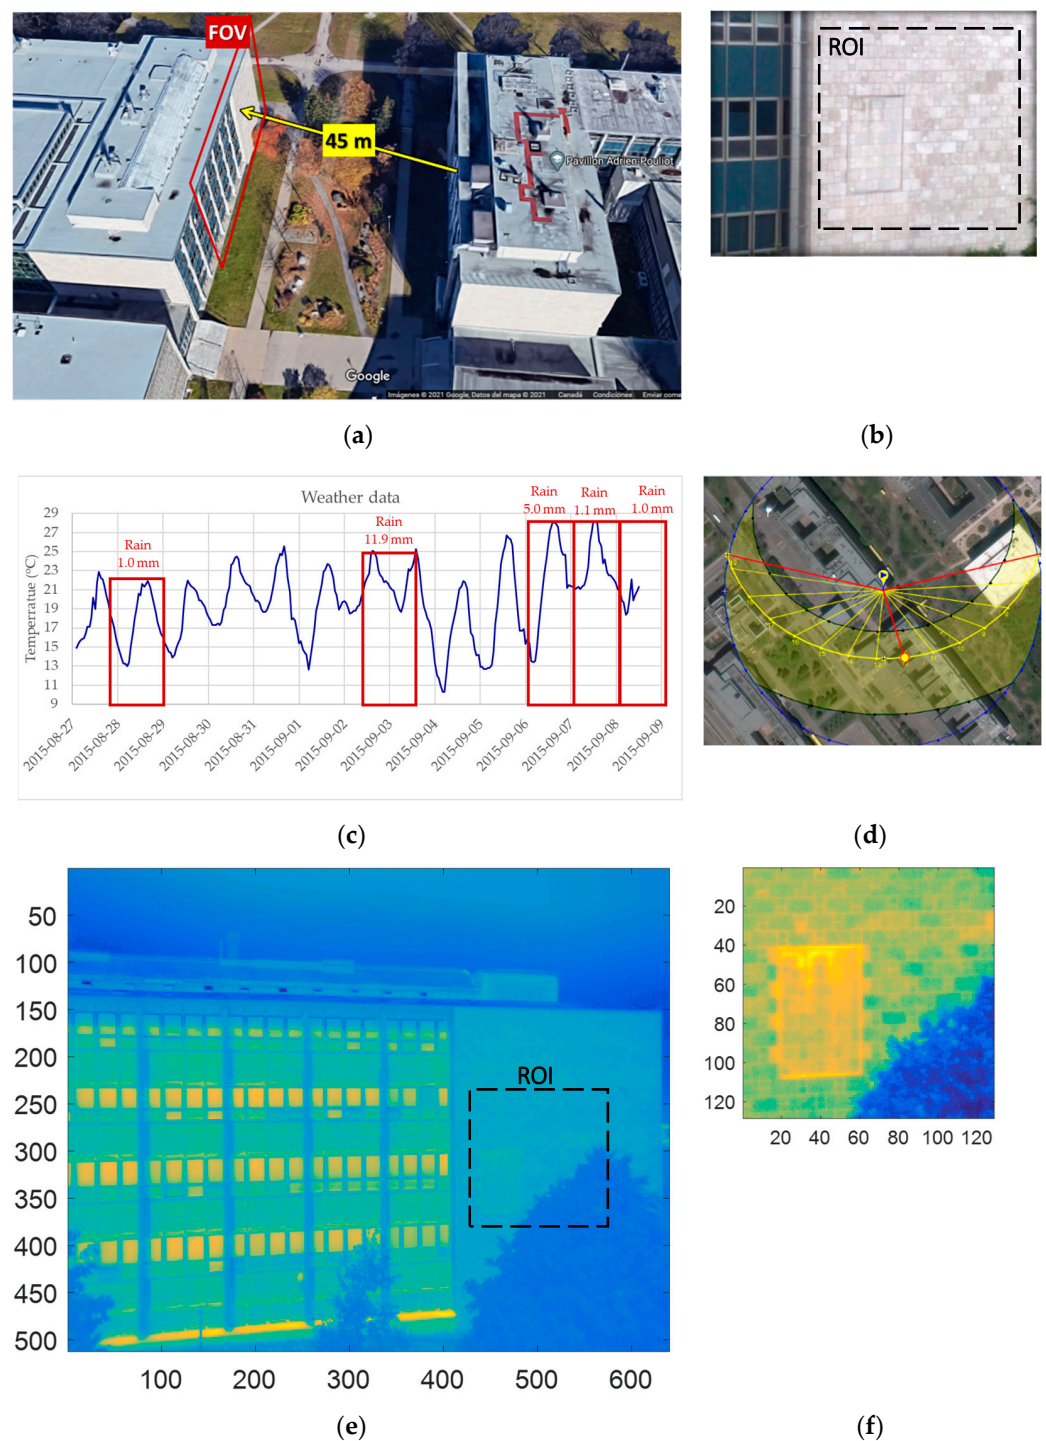 FOV
45 m
Pavillon Adrien-Pouliot
Google
Imágenes © 2021 Google, Datos del mapa © 2021 Canadá Condiciones Enviar come
(a)
ROI
(b)
Weather data
Temperratue (°C)
29
27
25
23
21
19
17
15
13
11
9
Rain
1.0 mm
Rain
11.9 mm
Rain
5.0 mm
Rain
1.1 mm
Rain
1.0 mm
2015-08-27
2015-08-28
2015-08-29
2015-08-30
2015-08-31
2015-09-01
2015-09-02
2015-09-03
2015-09-04
2015-09-05
2015-09-06
2015-09-07
2015-09-08
2015-09-09
(c)
(d)
50
100
150
200
250
300
350
400
450
500
ROI
100 200 300 400 500 600
(e)
20
40
60
80
100
120
20 40 60 80 100 120
(f)